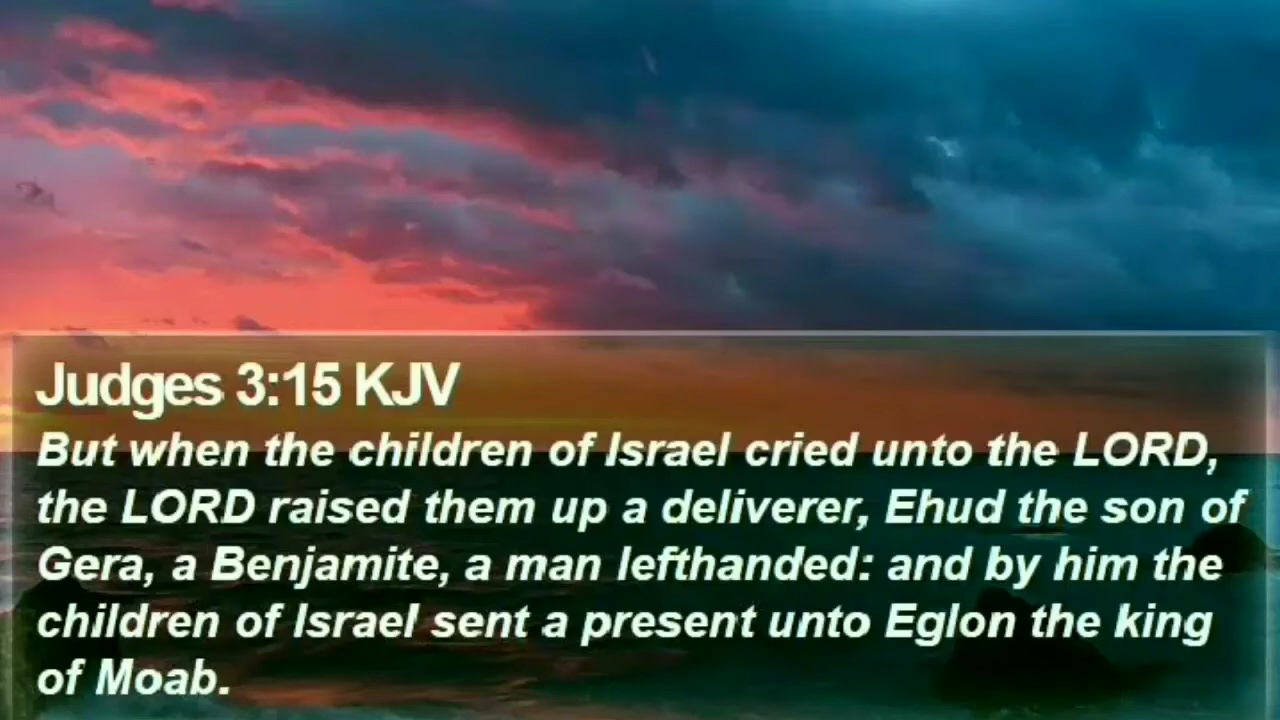 Judges 3:15 KJV
But when the children of Israel cried unto the LORD,
the LORD raised them up a deliverer, Ehud the son of
Gera, a Benjamite, a man lefthanded: and by him the
children of Israel sent a present unto Eglon the king
of Moab.